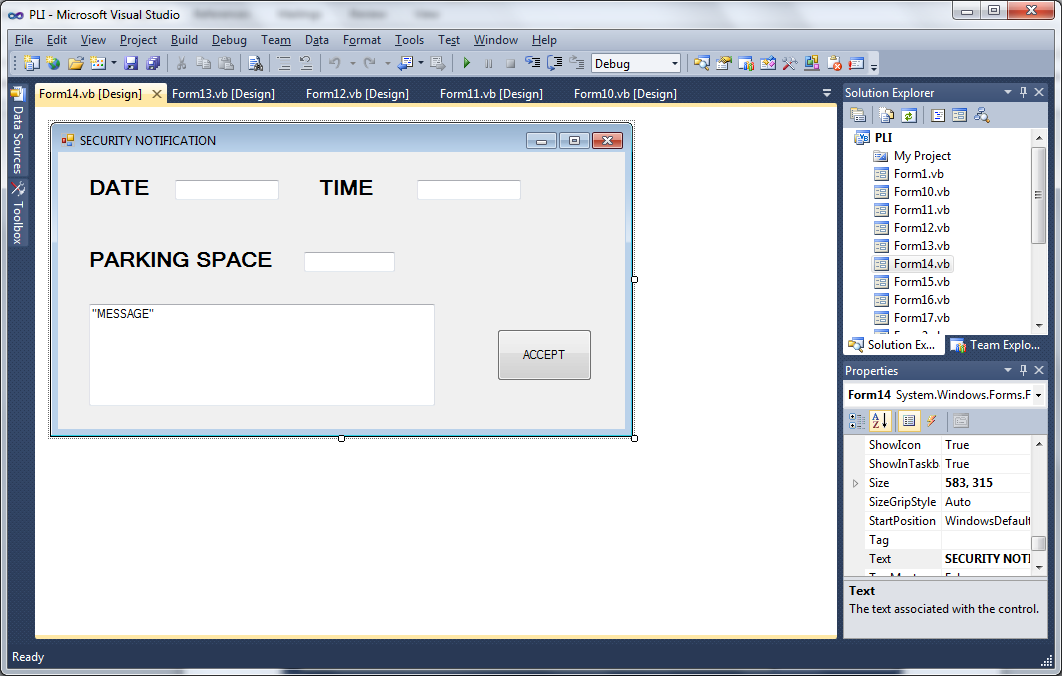 PLI - Microsoft Visual Studio
File Edit View Project Build Debug Team Data Format Tools Test Window Help
Debug
Form14.vb [Design] Form13.vb [Design] Form12.vb [Design] Form11.vb [Design] Form10.vb [Design]
Data Sources
Toolbox
SECURITY NOTIFICATION
DATE TIME
PARKING SPACE
"MESSAGE"
ACCEPT
Solution Explorer
PLI
My Project
Form1.vb
Form10.vb
Form11.vb
Form12.vb
Form13.vb
Form14.vb
Form15.vb
Form16.vb
Form17.vb
Solution Ex... Team Explo...
Properties
Form14 System.Windows.Forms.F
ShowIcon True
ShowInTaskb True
Size 583, 315
SizeGripStyle Auto
StartPosition WindowsDefault
Tag
Text SECURITY NOTI
Text
The text associated with the control.
Ready